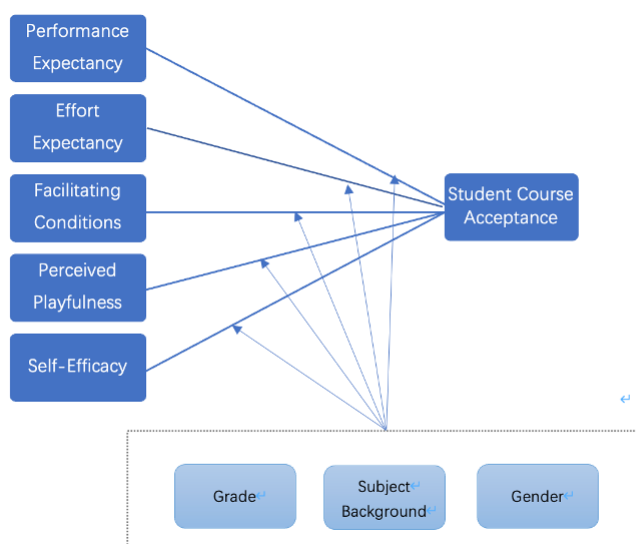 Performance
Expectancy
Effort
Expectancy
Facilitating
Conditions
Perceived
Playfulness
Self-Efficacy
Student Course
Acceptance
Grade
Subject
Background
Gender